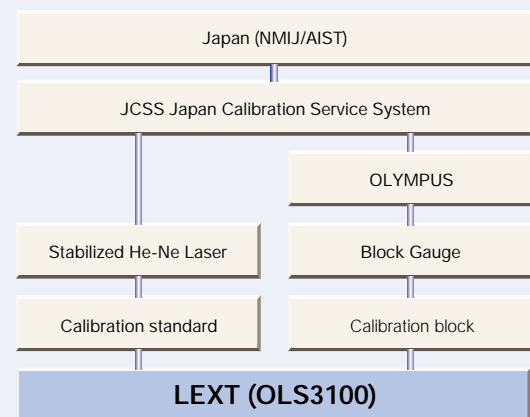 Japan (NMIJ/AIST)
JCSS Japan Calibration Service System
OLYMPUS
Stabilized He-Ne Laser
Block Gauge
Calibration standard
Calibration block
LEXT (OLS3100)